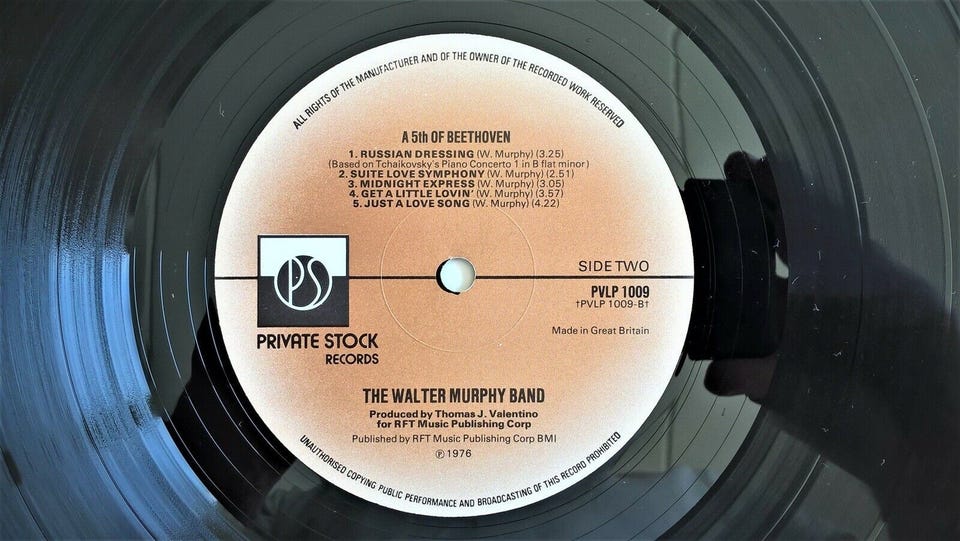 ALL RIGHTS OF THE MANUFACTURER AND OF THE OWNER OF THE RECORDED WORK RESERVED
A 5th OF BEETHOVEN
1. RUSSIAN DRESSING (W. Murphy) (3.25)
(Based on Tchaikovsky's Piano Concerto 1 in B flat minor)
2. SUITE LOVE SYMPHONY (W. Murphy) (2.51)
3. MIDNIGHT EXPRESS (W. Murphy) (3.05)
4. GET A LITTLE LOVIN' (W. Murphy) (3.57)
5. JUST A LOVE SONG (W. Murphy) (4.22)
PS
PRIVATE STOCK
RECORDS
SIDE TWO
PVLP 1009
†PVLP 1009-B†
Made in Great Britain
THE WALTER MURPHY BAND
Produced by Thomas J. Valentino
for RFT Music Publishing Corp
Published by RFT Music Publishing Corp BMI
℗ 1976
UNAUTHORISED COPYING PUBLIC PERFORMANCE AND BROADCASTING OF THIS RECORD PROHIBITED